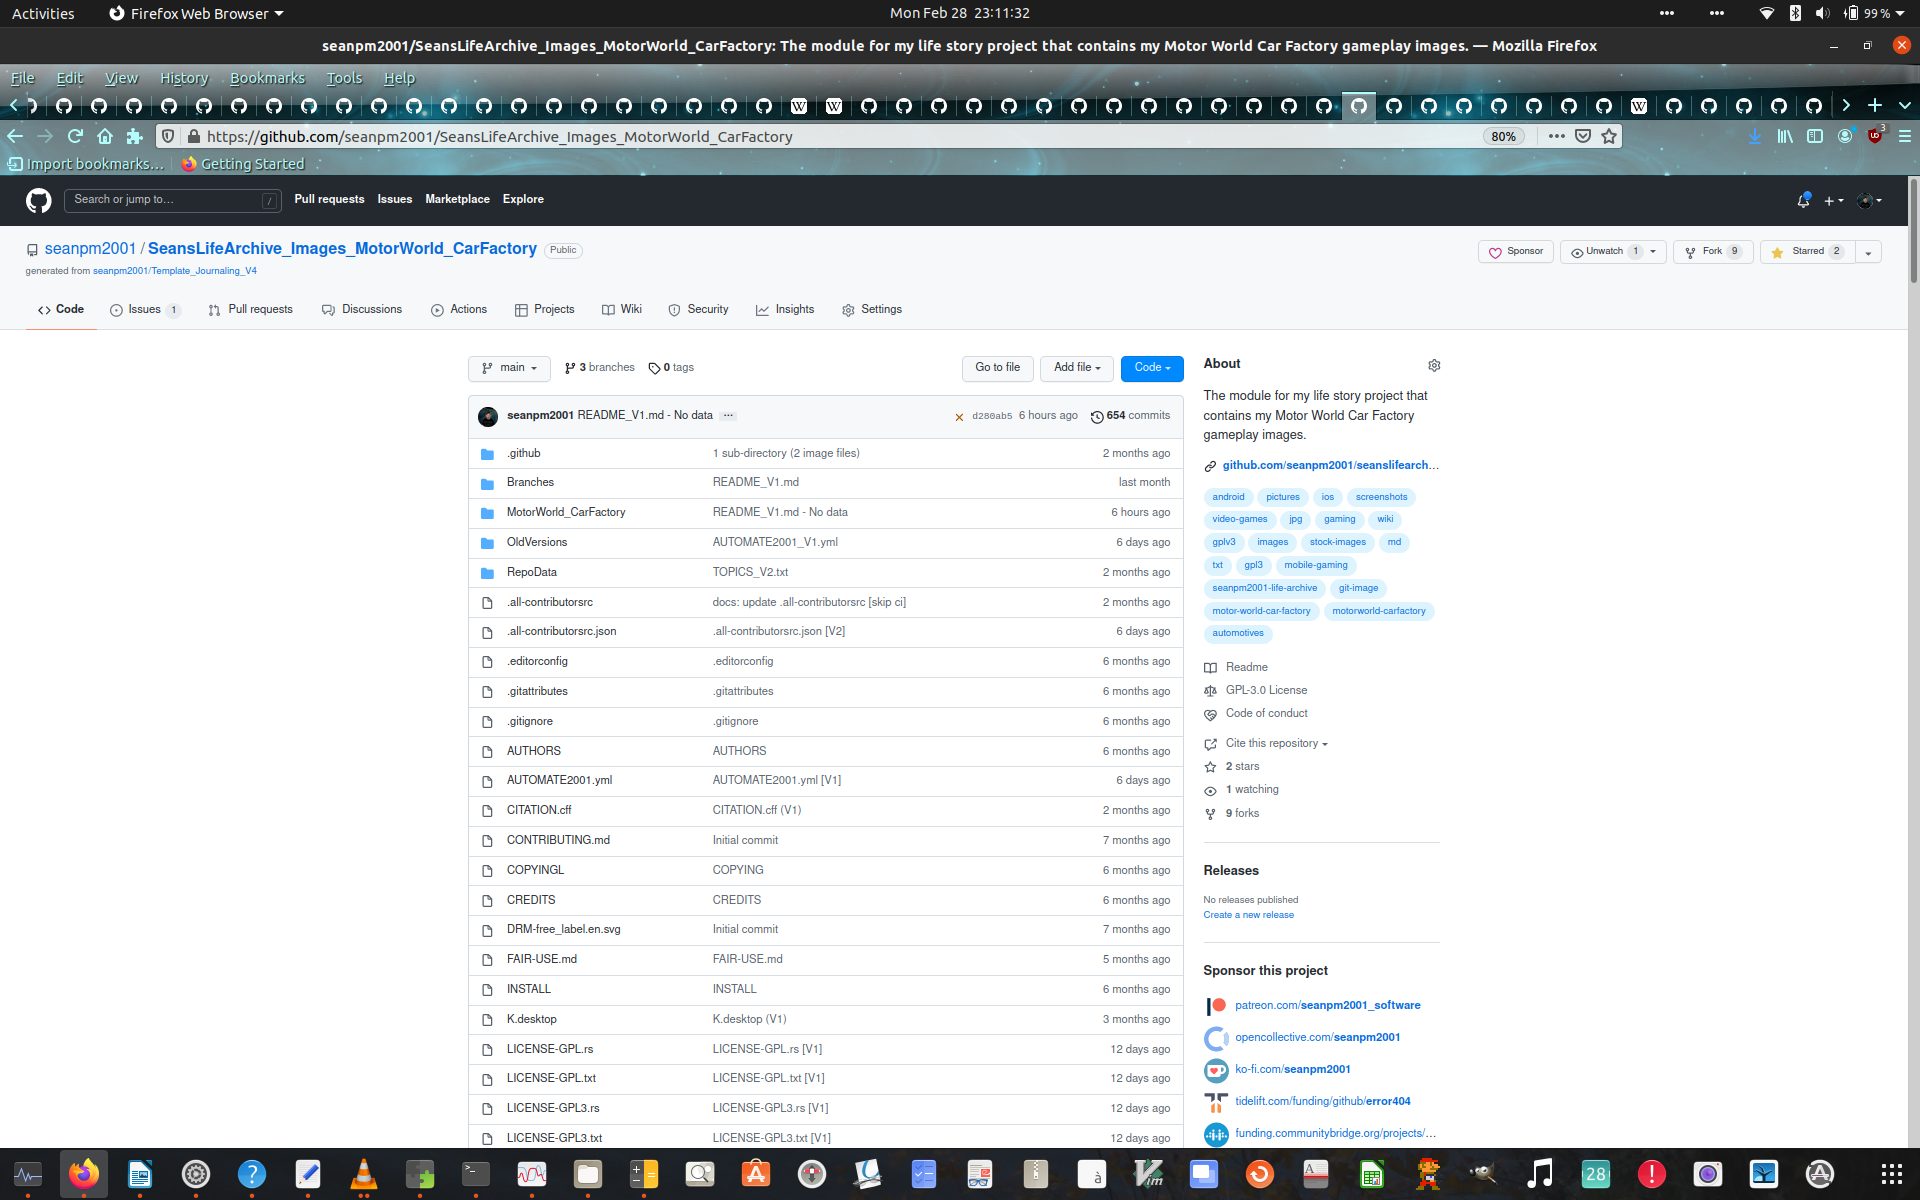 Activities
Firefox Web Browser
Mon Feb 28 23:11:32
99 %
seanpm2001/SeansLifeArchive_Images_MotorWorld_CarFactory: The module for my life story project that contains my Motor World Car Factory gameplay images. — Mozilla Firefox
File Edit View History Bookmarks Tools Help
https://github.com/seanpm2001/SeansLifeArchive_Images_MotorWorld_CarFactory
80%
3
Import bookmarks…
Getting Started
Search or jump to…
/
Pull requests Issues Marketplace Explore
seanpm2001 / SeansLifeArchive_Images_MotorWorld_CarFactory Public
Sponsor
Unwatch 1
Fork 9
Starred 2
generated from seanpm2001/Template_Journaling_V4
Code
Issues 1
Pull requests
Discussions
Actions
Projects
Wiki
Security
Insights
Settings
main
3 branches
0 tags
Go to file
Add file
Code
seanpm2001 README_V1.md - No data
d280ab5 6 hours ago
654 commits
.github 1 sub-directory (2 image files) 2 months ago
Branches README_V1.md last month
MotorWorld_CarFactory README_V1.md - No data 6 hours ago
OldVersions AUTOMATE2001_V1.yml 6 days ago
RepoData TOPICS_V2.txt 2 months ago
.all-contributorsrc docs: update .all-contributorsrc [skip ci] 2 months ago
.all-contributorsrc.json .all-contributorsrc.json [V2] 6 days ago
.editorconfig .editorconfig 6 months ago
.gitattributes .gitattributes 6 months ago
.gitignore .gitignore 6 months ago
AUTHORS AUTHORS 6 months ago
AUTOMATE2001.yml AUTOMATE2001.yml [V1] 6 days ago
CITATION.cff CITATION.cff (V1) 2 months ago
CONTRIBUTING.md Initial commit 7 months ago
COPYINGL COPYING 6 months ago
CREDITS CREDITS 6 months ago
DRM-free_label.en.svg Initial commit 7 months ago
FAIR-USE.md FAIR-USE.md 5 months ago
INSTALL INSTALL 6 months ago
K.desktop K.desktop (V1) 3 months ago
LICENSE-GPL.rs LICENSE-GPL.rs [V1] 12 days ago
LICENSE-GPL.txt LICENSE-GPL.txt [V1] 12 days ago
LICENSE-GPL3.rs LICENSE-GPL3.rs [V1] 12 days ago
LICENSE-GPL3.txt LICENSE-GPL3.txt [V1] 12 days ago
About
The module for my life story project that
contains my Motor World Car Factory
gameplay images.
github.com/seanpm2001/seanslifearch…
android pictures ios screenshots
video-games jpg gaming wiki
gplv3 images stock-images md
txt gpl3 mobile-gaming
seanpm2001-life-archive git-image
motor-world-car-factory motorworld-carfactory
automotives
Readme
GPL-3.0 License
Code of conduct
Cite this repository
2 stars
1 watching
9 forks
Releases
No releases published
Create a new release
Sponsor this project
patreon.com/seanpm2001_software
opencollective.com/seanpm2001
ko-fi.com/seanpm2001
tidelift.com/funding/github/error404
funding.communitybridge.org/projects/…
28